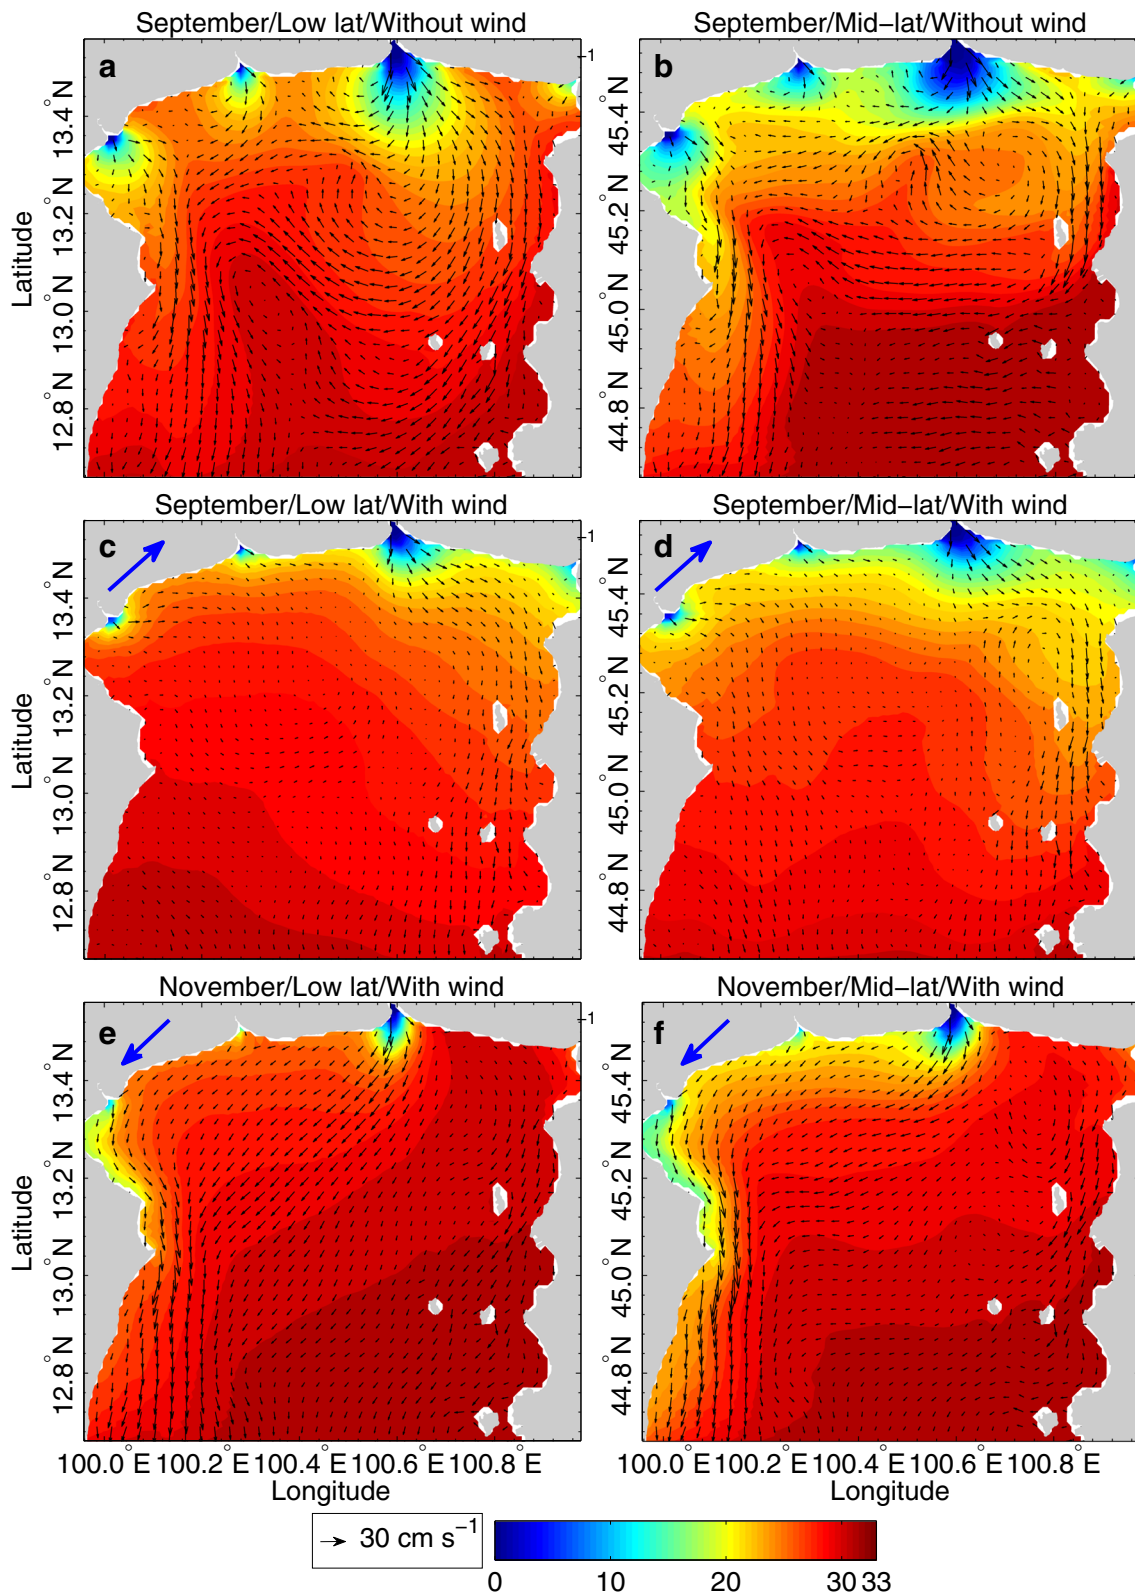 September/Low lat/Without wind
September/Mid−lat/Without wind
a
b
1
Latitude
13.4°N
13.2°N
13.0°N
12.8°N
45.4°N
45.2°N
45.0°N
44.8°N
September/Low lat/With wind
September/Mid−lat/With wind
c
d
1
Latitude
13.4°N
13.2°N
13.0°N
12.8°N
45.4°N
45.2°N
45.0°N
44.8°N
November/Low lat/With wind
November/Mid−lat/With wind
e
f
1
Latitude
13.4°N
13.2°N
13.0°N
12.8°N
45.4°N
45.2°N
45.0°N
44.8°N
100.0°E 100.2°E 100.4°E 100.6°E 100.8°E
100.0°E 100.2°E 100.4°E 100.6°E 100.8°E
Longitude
Longitude
30 cm s⁻¹
0 10 20 30 33